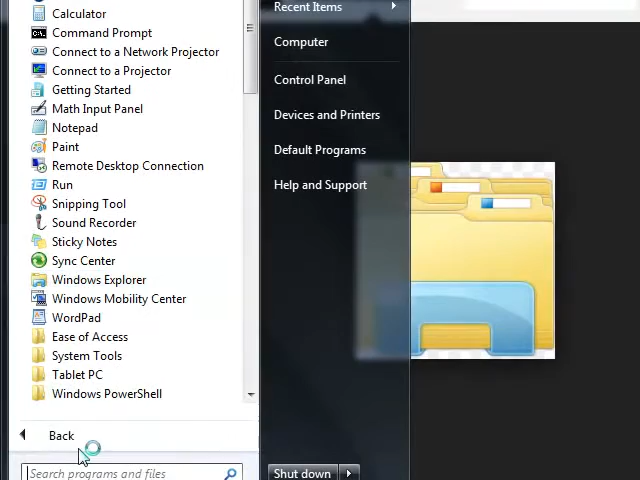 Calculator
Command Prompt
Connect to a Network Projector
Connect to a Projector
Getting Started
Math Input Panel
Notepad
Paint
Remote Desktop Connection
Run
Snipping Tool
Sound Recorder
Sticky Notes
Sync Center
Windows Explorer
Windows Mobility Center
WordPad
Ease of Access
System Tools
Tablet PC
Windows PowerShell
Back
Search programs and files
Recent Items
Computer
Control Panel
Devices and Printers
Default Programs
Help and Support
Shut down